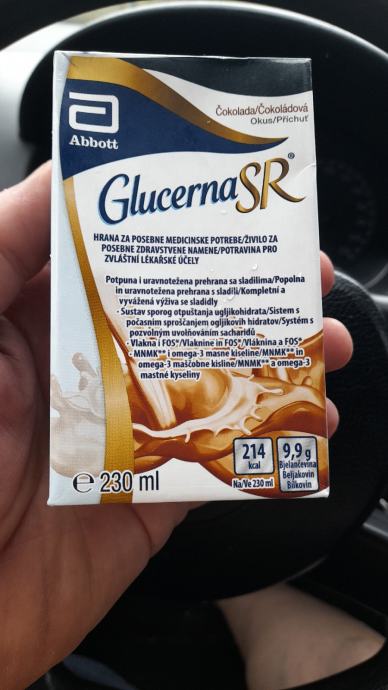 Abbott
Čokolada/Čokoládová
Okus/Příchuť
GlucernaSR®
HRANA ZA POSEBNE MEDICINSKE POTREBE/ŽIVILO ZA
POSEBNE ZDRAVSTVENE NAMENE/POTRAVINA PRO
ZVLÁŠTNÍ LÉKAŘSKÉ ÚČELY
Potpuna i uravnotežena prehrana sa sladilima/Popolna
in uravnotežena prehrana s sladili/Kompletní a
vyvážená výživa se sladidly
· Sustav sporog otpuštanja ugljikohidrata/Sistem s
počasnim sproščanjem ogljikovih hidratov/Systém s
pozvolným uvolňováním sacharidů
· Vlakna i FOS*/Vlaknine in FOS*/Vláknina a FOS*
· MNMK** i omega-3 masne kiseline/MNMK** in
omega-3 maščobne kisline/MNMK** a omega-3
mastné kyseliny
214
kcal
Na/Ve 230 ml
9,9 g
Bjelančevina
Beljakovin
Bílkovin
℮ 230 ml